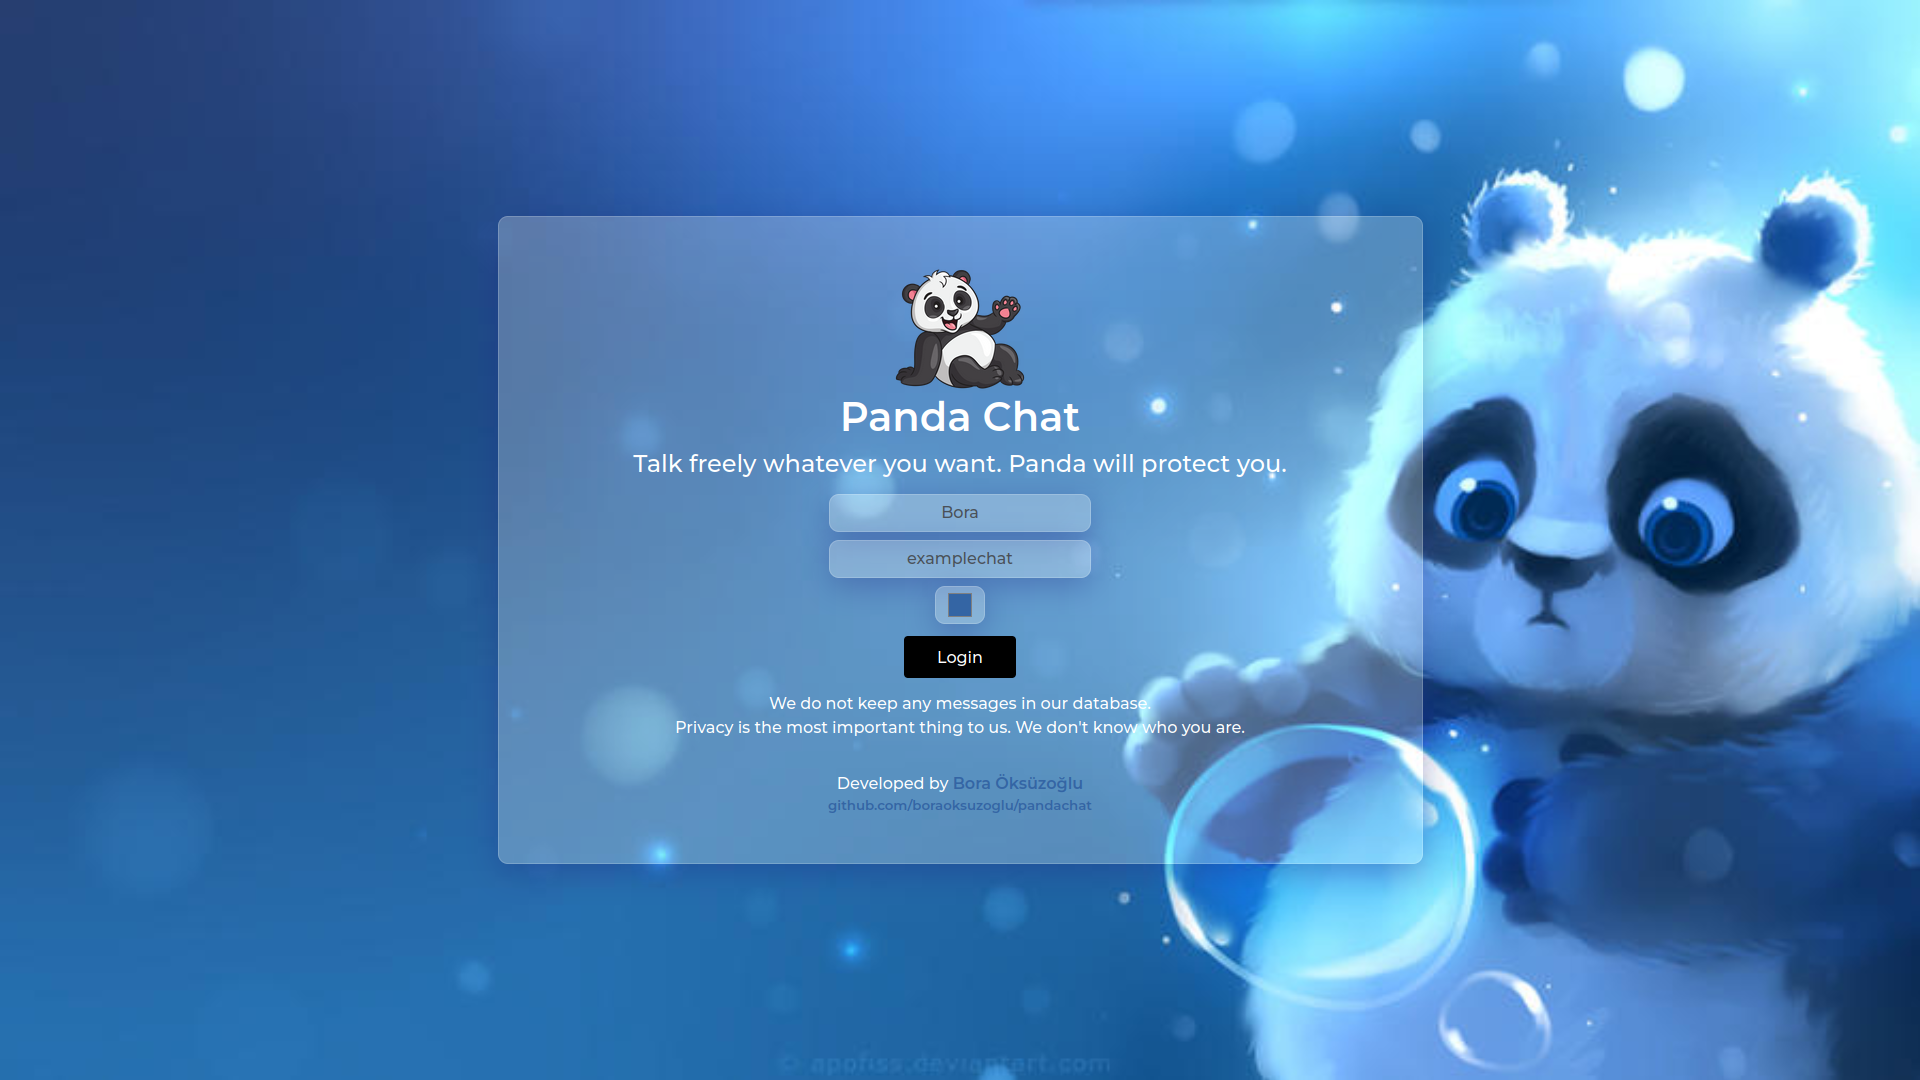 Panda Chat
Talk freely whatever you want. Panda will protect you.
Bora
examplechat
Login
We do not keep any messages in our database.
Privacy is the most important thing to us. We don't know who you are.
Developed by Bora Öksüzoğlu
github.com/boraoksuzoglu/pandachat
© apofiss.deviantart.com